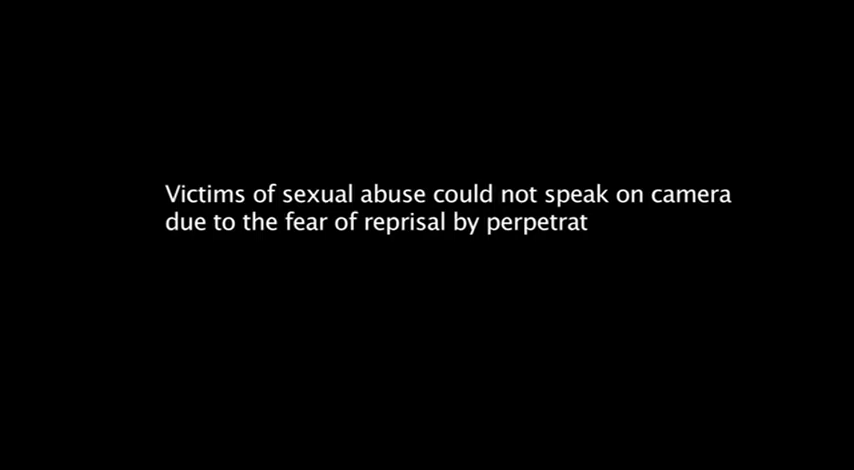 Victims of sexual abuse could not speak on camera
due to the fear of reprisal by perpetrat